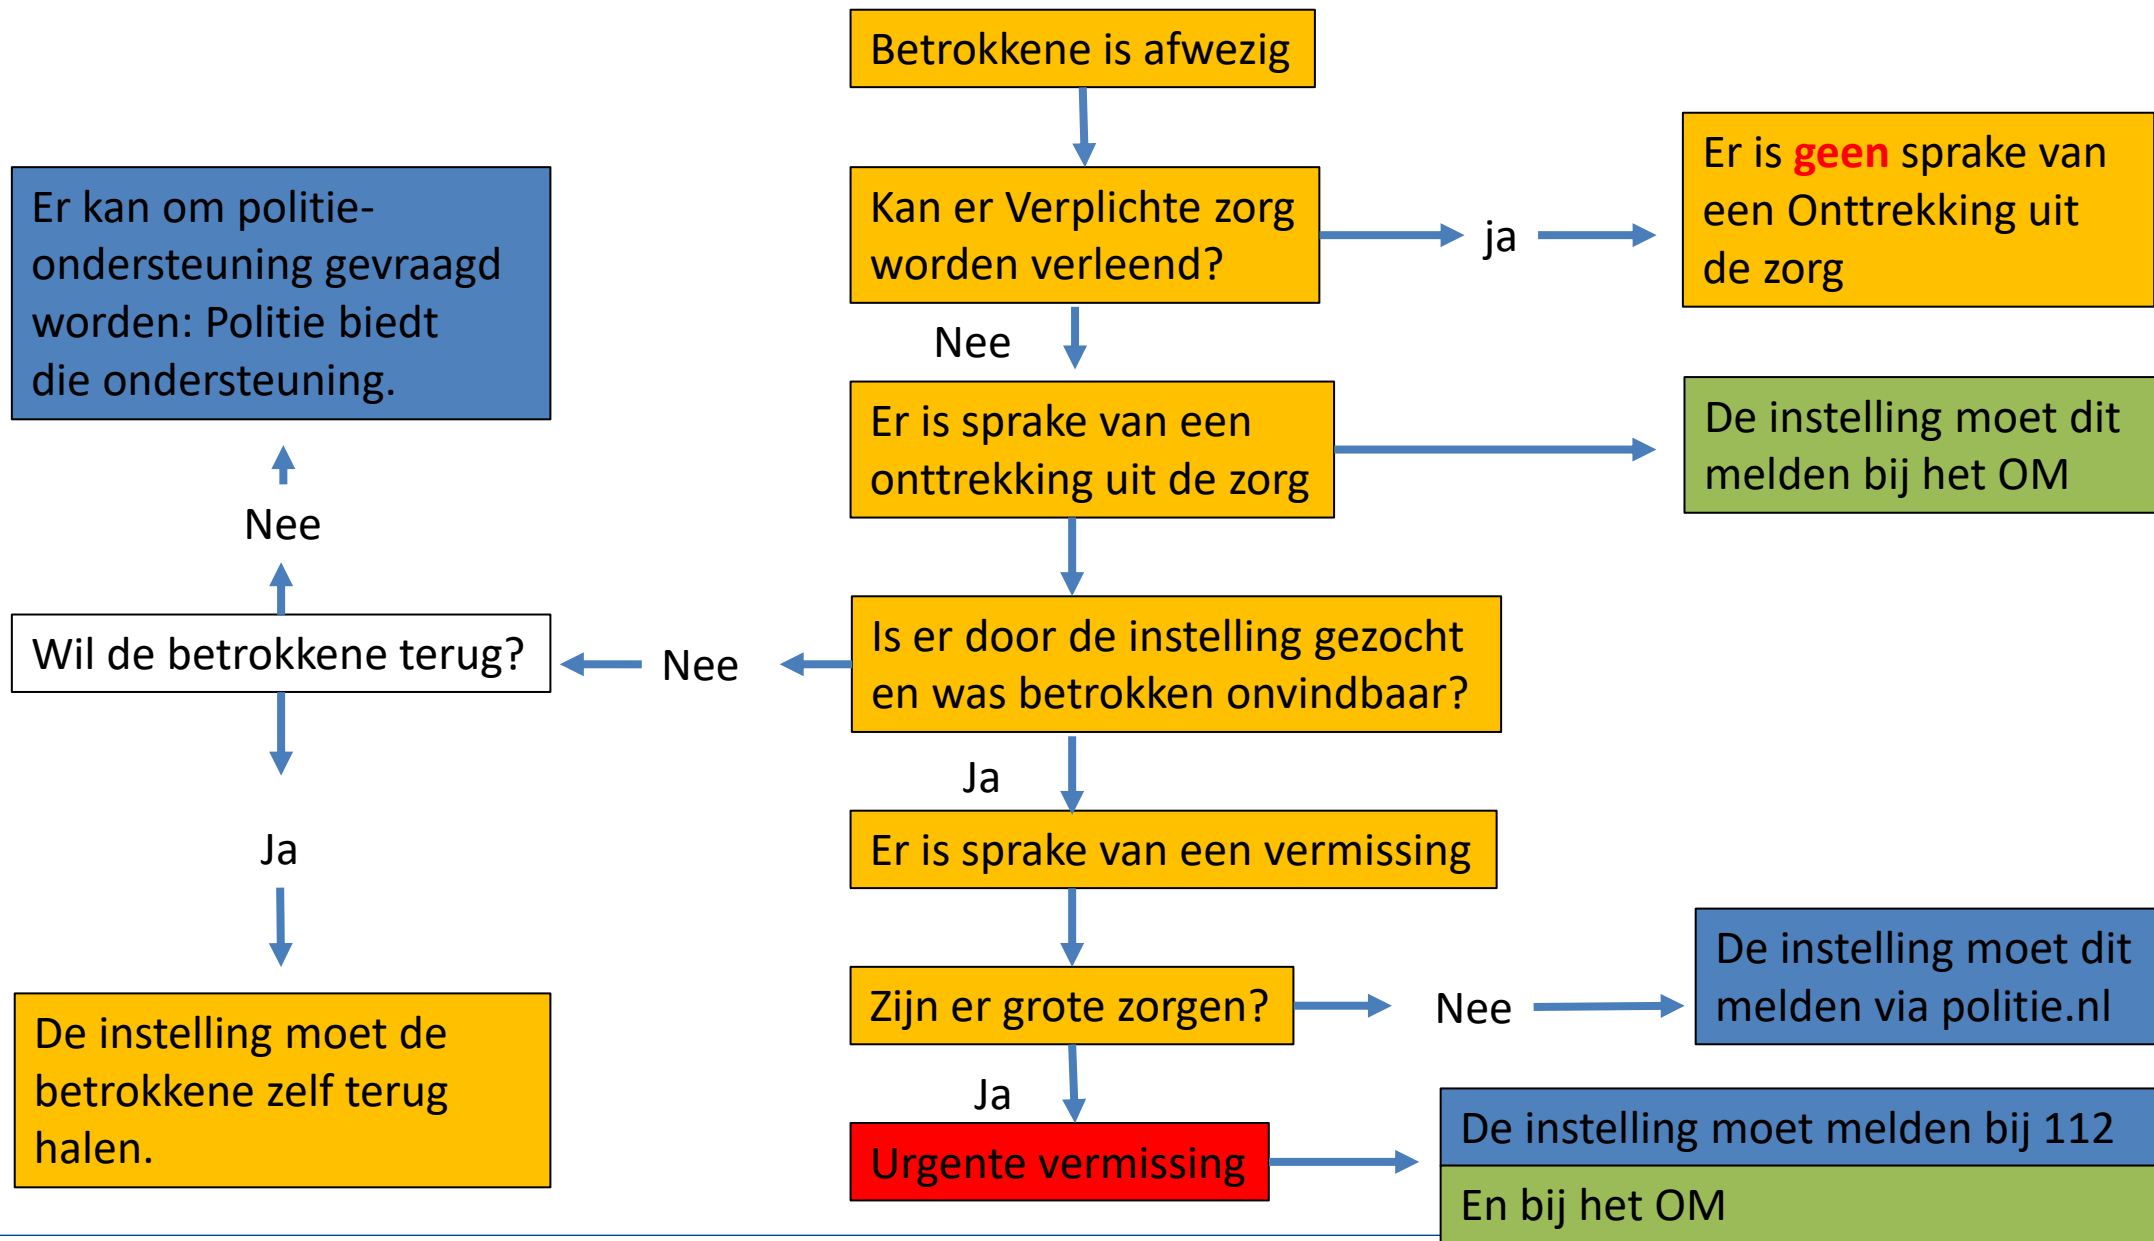 Betrokkene is afwezig
Kan er Verplichte zorg
worden verleend?
ja
Er is geen sprake van
een Onttrekking uit
de zorg
Nee
Er is sprake van een
onttrekking uit de zorg
De instelling moet dit
melden bij het OM
Is er door de instelling gezocht
en was betrokken onvindbaar?
Nee
Wil de betrokkene terug?
Nee
Er kan om politie-
ondersteuning gevraagd
worden: Politie biedt
die ondersteuning.
Ja
De instelling moet de
betrokkene zelf terug
halen.
Ja
Er is sprake van een vermissing
Zijn er grote zorgen?
Nee
De instelling moet dit
melden via politie.nl
Ja
Urgente vermissing
De instelling moet melden bij 112
En bij het OM